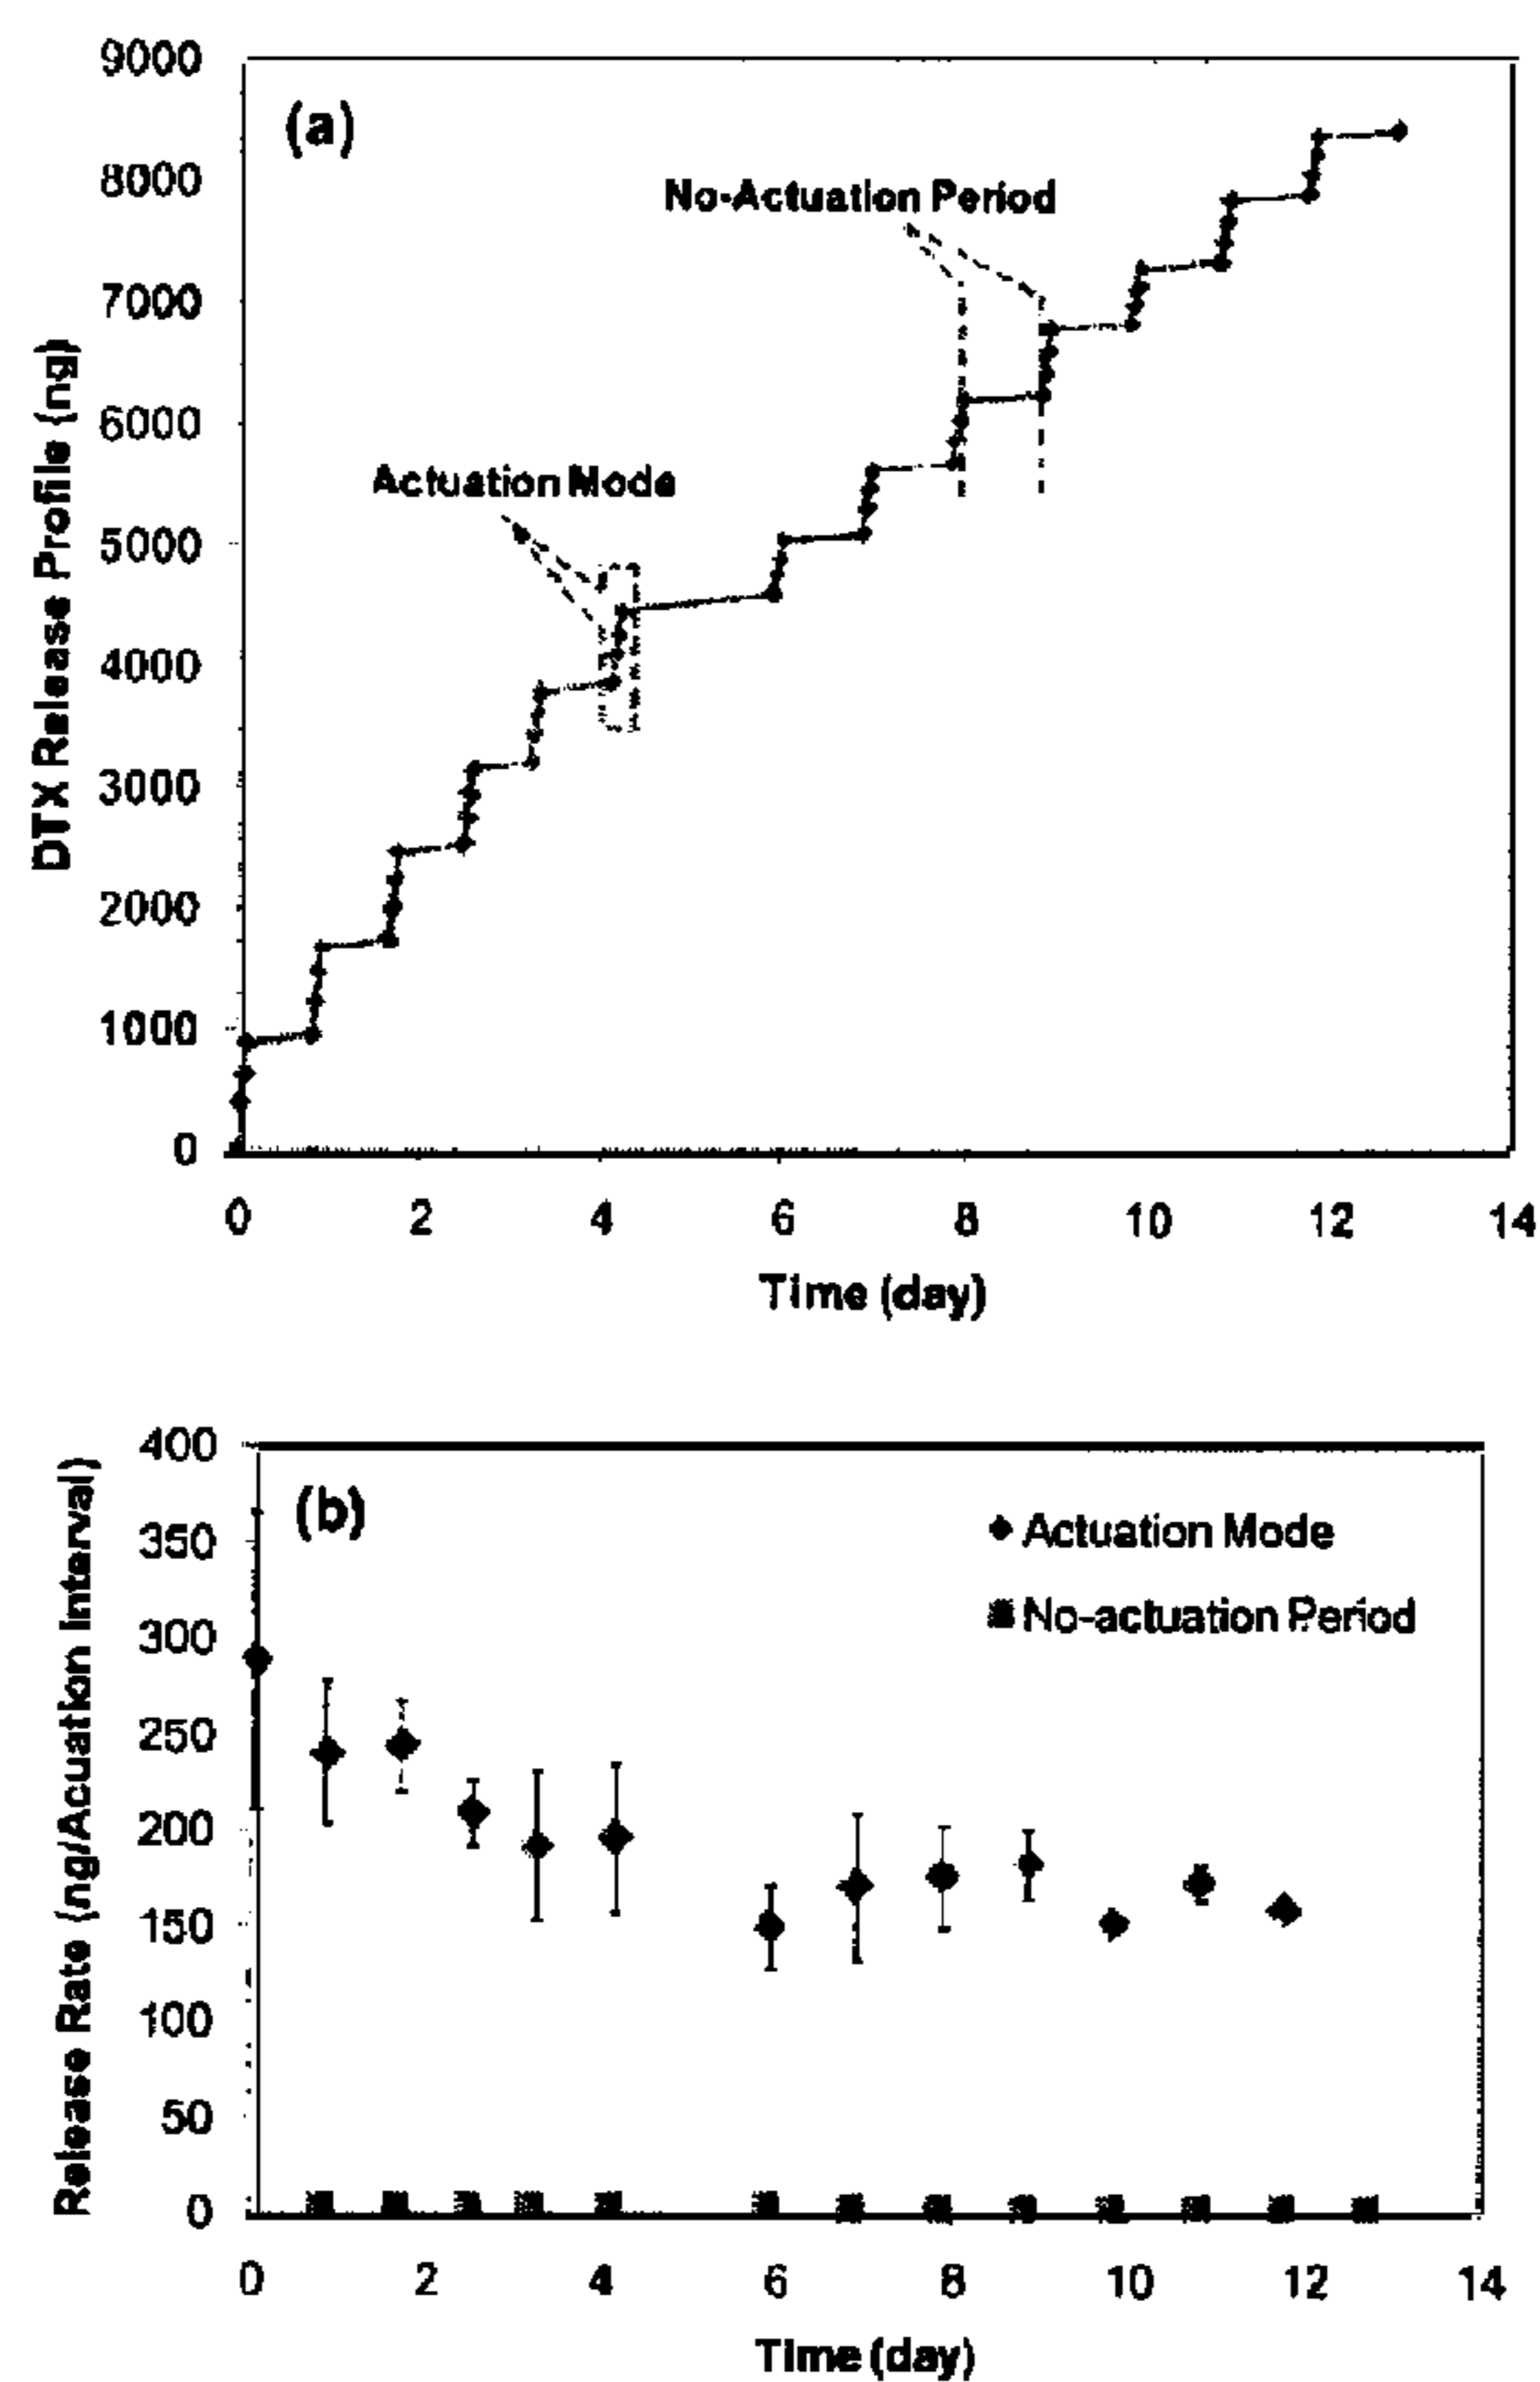 9000
(a)
8000
No-Actuation Period
7000
6000
Actuation Mode
5000
4000
3000
2000
1000
0
DTX Release Profile (ng)
0 2 4 6 8 10 12 14
Time (day)
400
(b)
350
Actuation Mode
300
No-actuation Period
250
200
150
100
50
0
Release Rate (ng/Acuation Interval)
0 2 4 6 8 10 12 14
Time (day)